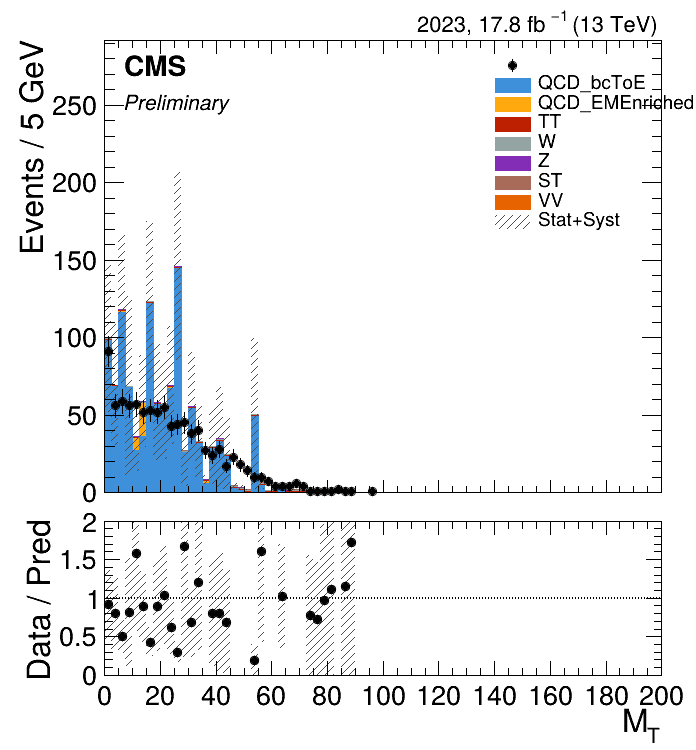 2023, 17.8 fb⁻¹ (13 TeV)
CMS
Preliminary
QCD_bcToE
QCD_EMEnriched
TT
W
Z
ST
VV
Stat+Syst
Events / 5 GeV
250
200
150
100
50
0
Data / Pred
2
1.5
1
0.5
0
0 20 40 60 80 100 120 140 160 180 200
M_T